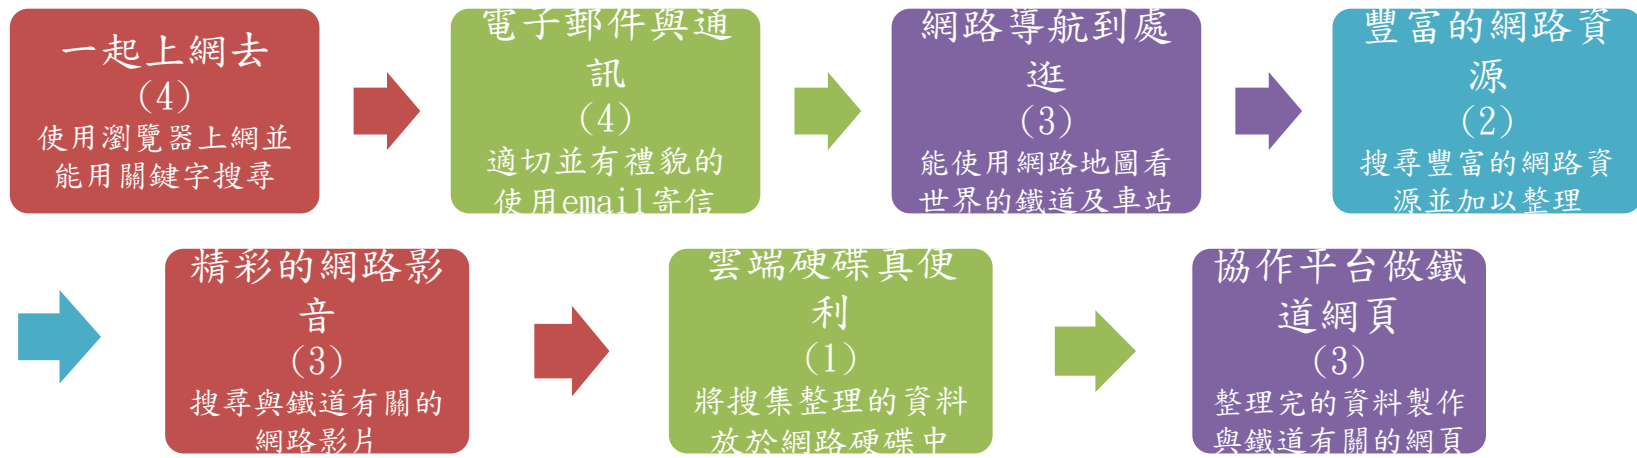 一起上網去
(4)
使用瀏覽器上網並
能用關鍵字搜尋
電子郵件與通
訊
(4)
適切並有禮貌的
使用email寄信
網路導航到處
逛
(3)
能使用網路地圖看
世界的鐵道及車站
豐富的網路資
源
(2)
搜尋豐富的網路資
源並加以整理
精彩的網路影
音
(3)
搜尋與鐵道有關的
網路影片
雲端硬碟真便
利
(1)
將搜集整理的資料
放於網路硬碟中
協作平台做鐵
道網頁
(3)
整理完的資料製作
與鐵道有關的網頁